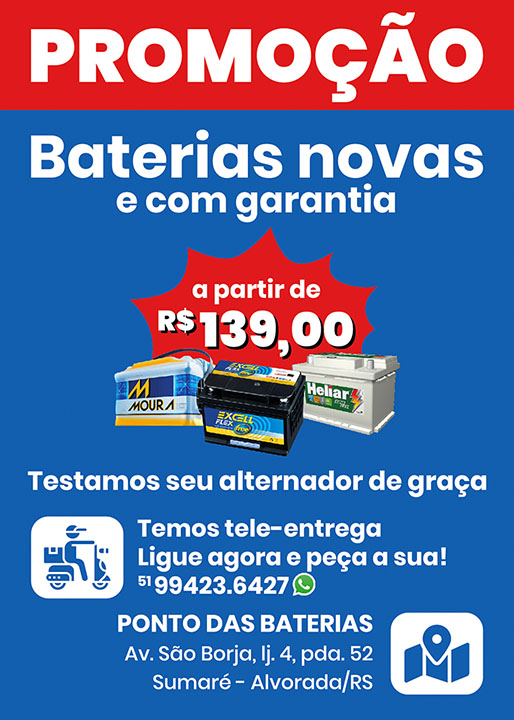 PROMOÇÃO
Baterias novas
e com garantia
a partir de
R$ 139,00
MOURA
EXCELL
FLEX
free
Heliar
Testamos seu alternador de graça
Temos tele-entrega
Ligue agora e peça a sua!
51 99423.6427
PONTO DAS BATERIAS
Av. São Borja, lj. 4, pda. 52
Sumaré - Alvorada/RS